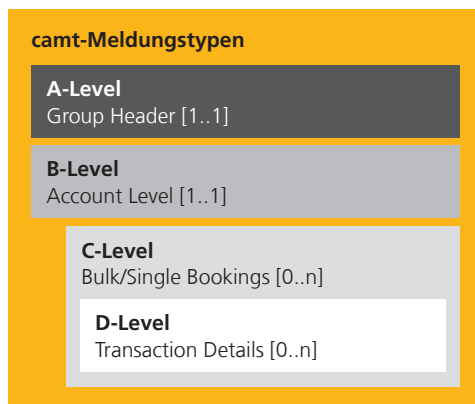 camt-Meldungstypen
A-Level
Group Header [1..1]
B-Level
Account Level [1..1]
C-Level
Bulk/Single Bookings [0..n]
D-Level
Transaction Details [0..n]